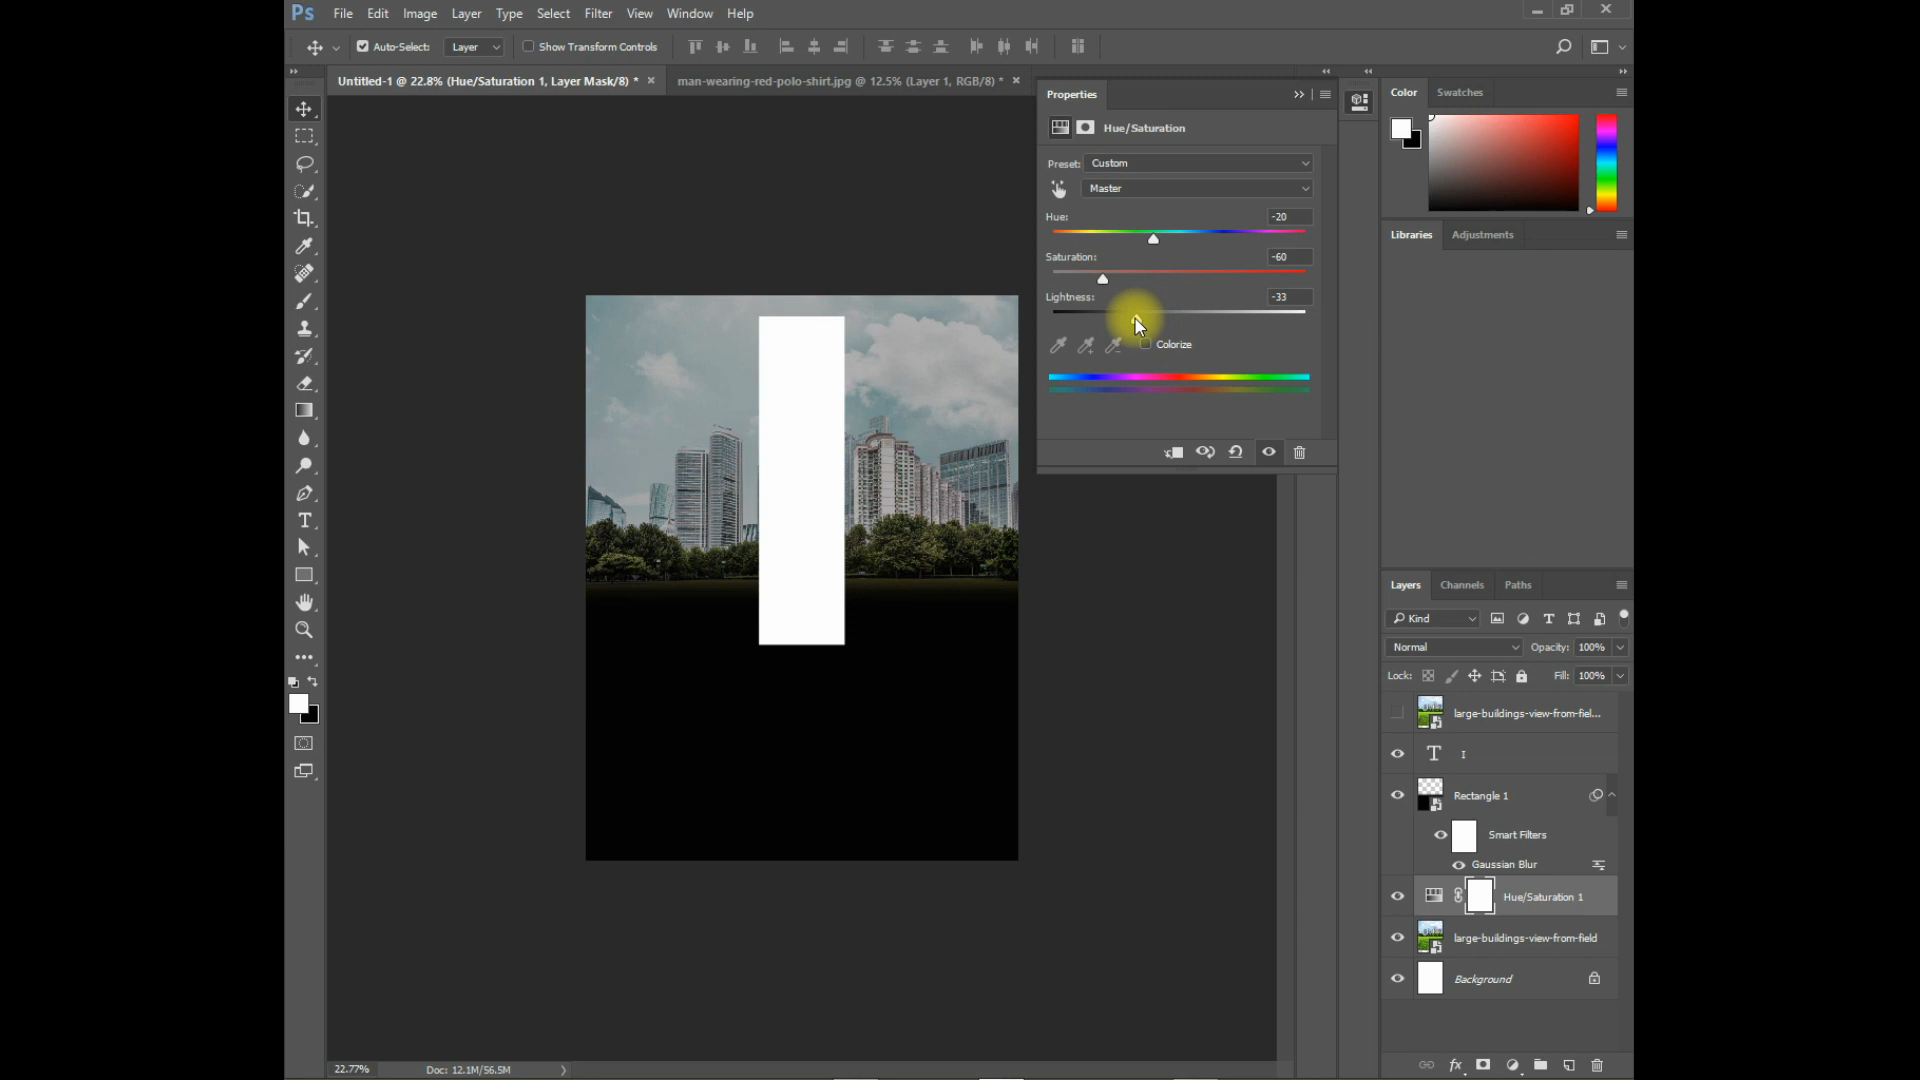 Ps File Edit Image Layer Type Select Filter View Window Help
Auto-Select: Layer Show Transform Controls
Untitled-1 @ 22.8% (Hue/Saturation 1, Layer Mask/8) * × man-wearing-red-polo-shirt.jpg @ 12.5% (Layer 1, RGB/8) * ×
Properties
Hue/Saturation
Preset: Custom
Master
Hue: -20
Saturation: -60
Lightness: -33
Colorize
Color Swatches
Libraries Adjustments
Layers Channels Paths
Kind T
Normal Opacity: 100%
Lock: Fill: 100%
large-buildings-view-from-fiel...
T I
Rectangle 1
Smart Filters
Gaussian Blur
Hue/Saturation 1
large-buildings-view-from-field
Background
fx
22.77% Doc: 12.1M/56.5M